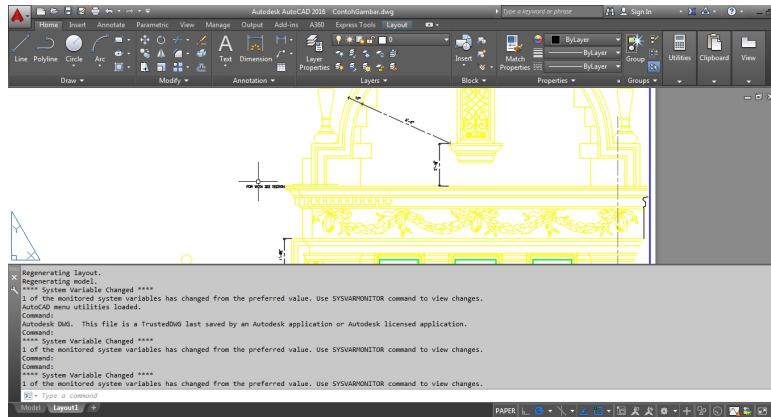 Autodesk AutoCAD 2016 ContohGambar.dwg
Type a keyword or phrase
Sign In
Home Insert Annotate Parametric View Manage Output Add-ins A360 Express Tools Layout
Line Polyline Circle Arc
Text Dimension
Layer Properties
0
Insert
Match Properties
ByLayer
ByLayer
ByLayer
Group
Utilities Clipboard View
Draw Modify Annotation Layers Block Properties Groups
Y
X
Regenerating layout.
Regenerating model.
**** System Variable Changed ****
1 of the monitored system variables has changed from the preferred value. Use SYSVARMONITOR command to view changes.
AutoCAD menu utilities loaded.
Command:
Autodesk DWG. This file is a TrustedDWG last saved by an Autodesk application or Autodesk licensed application.
Command:
**** System Variable Changed ****
1 of the monitored system variables has changed from the preferred value. Use SYSVARMONITOR command to view changes.
Command:
Command:
**** System Variable Changed ****
1 of the monitored system variables has changed from the preferred value. Use SYSVARMONITOR command to view changes.
Type a command
Model Layout1 +
PAPER